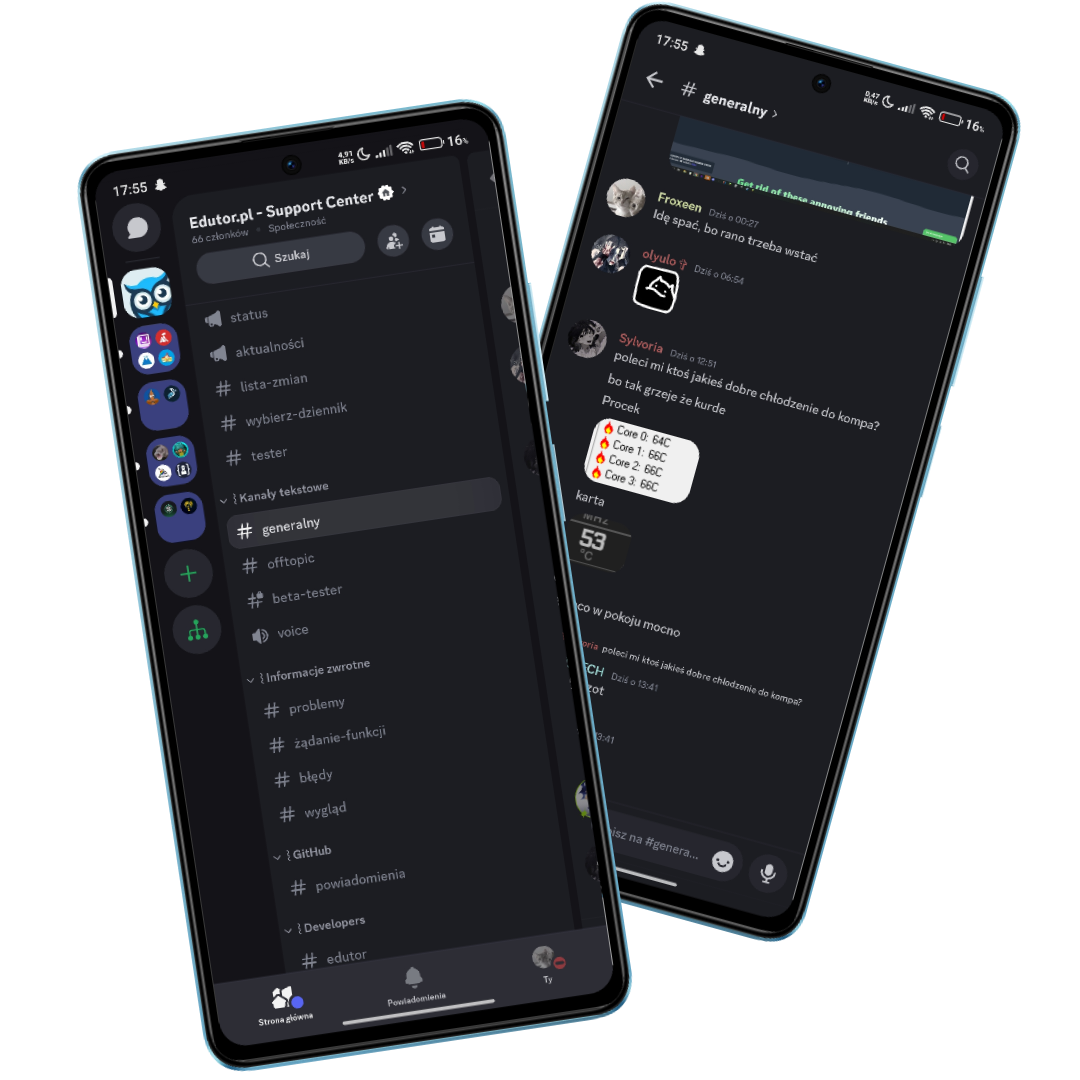 17:55
4,91
KB/s
16%
Edutor.pl - Support Center
66 członków • Społeczność
Szukaj
status
aktualności
lista-zmian
wybierz-dziennik
tester
Kanały tekstowe
generalny
offtopic
beta-tester
voice
Informacje zwrotne
problemy
żądanie-funkcji
błędy
wygląd
GitHub
powiadomienia
Developers
edutor
Strona główna
Powiadomienia
Ty
17:55
0,47
KB/s
16%
# generalny
Get rid of these annoying friends
Froxeen Dziś o 00:27
Idę spać, bo rano trzeba wstać
olyulo Dziś o 06:54
Sylvoria Dziś o 12:51
poleci mi ktoś jakieś dobre chłodzenie do kompa?
bo tak grzeje że kurde
Procek
Core 0: 64C
Core 1: 66C
Core 2: 66C
Core 3: 66C
karta
MHZ
53
°C
co w pokoju mocno
oria poleci mi ktoś jakieś dobre chłodzenie do kompa?
ECH Dziś o 13:41
zot
13:41
isz na #genera...